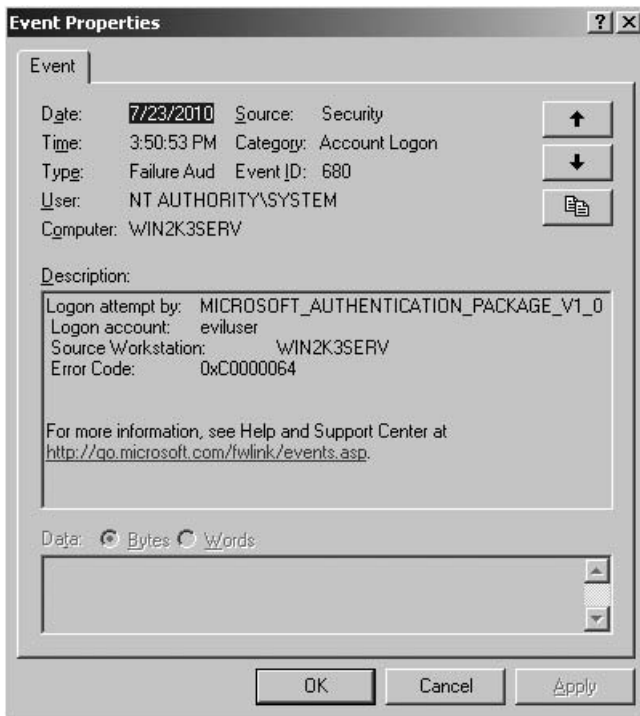 Event Properties
Event
Date: 7/23/2010 Source: Security
Time: 3:50:53 PM Category: Account Logon
Type: Failure Aud Event ID: 680
User: NT AUTHORITY\SYSTEM
Computer: WIN2K3SERV
Description:
Logon attempt by: MICROSOFT_AUTHENTICATION_PACKAGE_V1_0
Logon account: eviluser
Source Workstation: WIN2K3SERV
Error Code: 0xC0000064
For more information, see Help and Support Center at
http://go.microsoft.com/fwlink/events.asp.
Data: Bytes Words
OK Cancel Apply